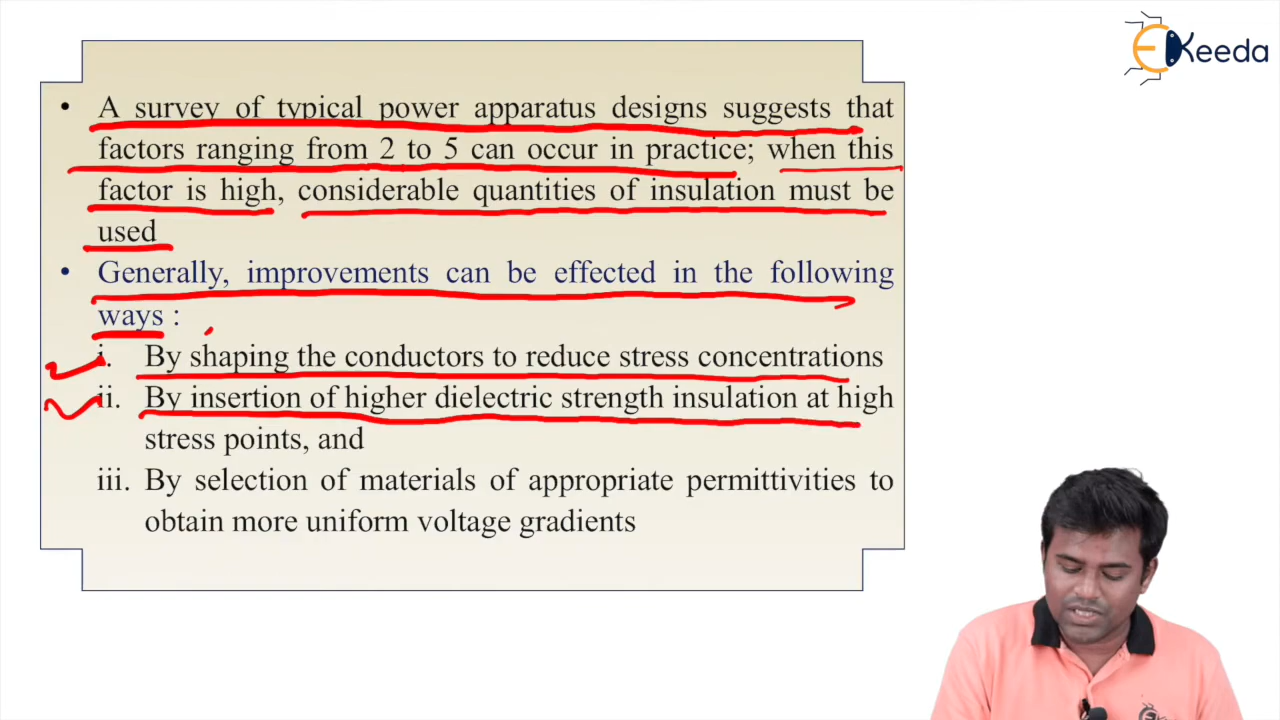 EKeeda
• A survey of typical power apparatus designs suggests that
factors ranging from 2 to 5 can occur in practice; when this
factor is high, considerable quantities of insulation must be
used
• Generally, improvements can be effected in the following
ways :
i. By shaping the conductors to reduce stress concentrations
ii. By insertion of higher dielectric strength insulation at high
stress points, and
iii. By selection of materials of appropriate permittivities to
obtain more uniform voltage gradients